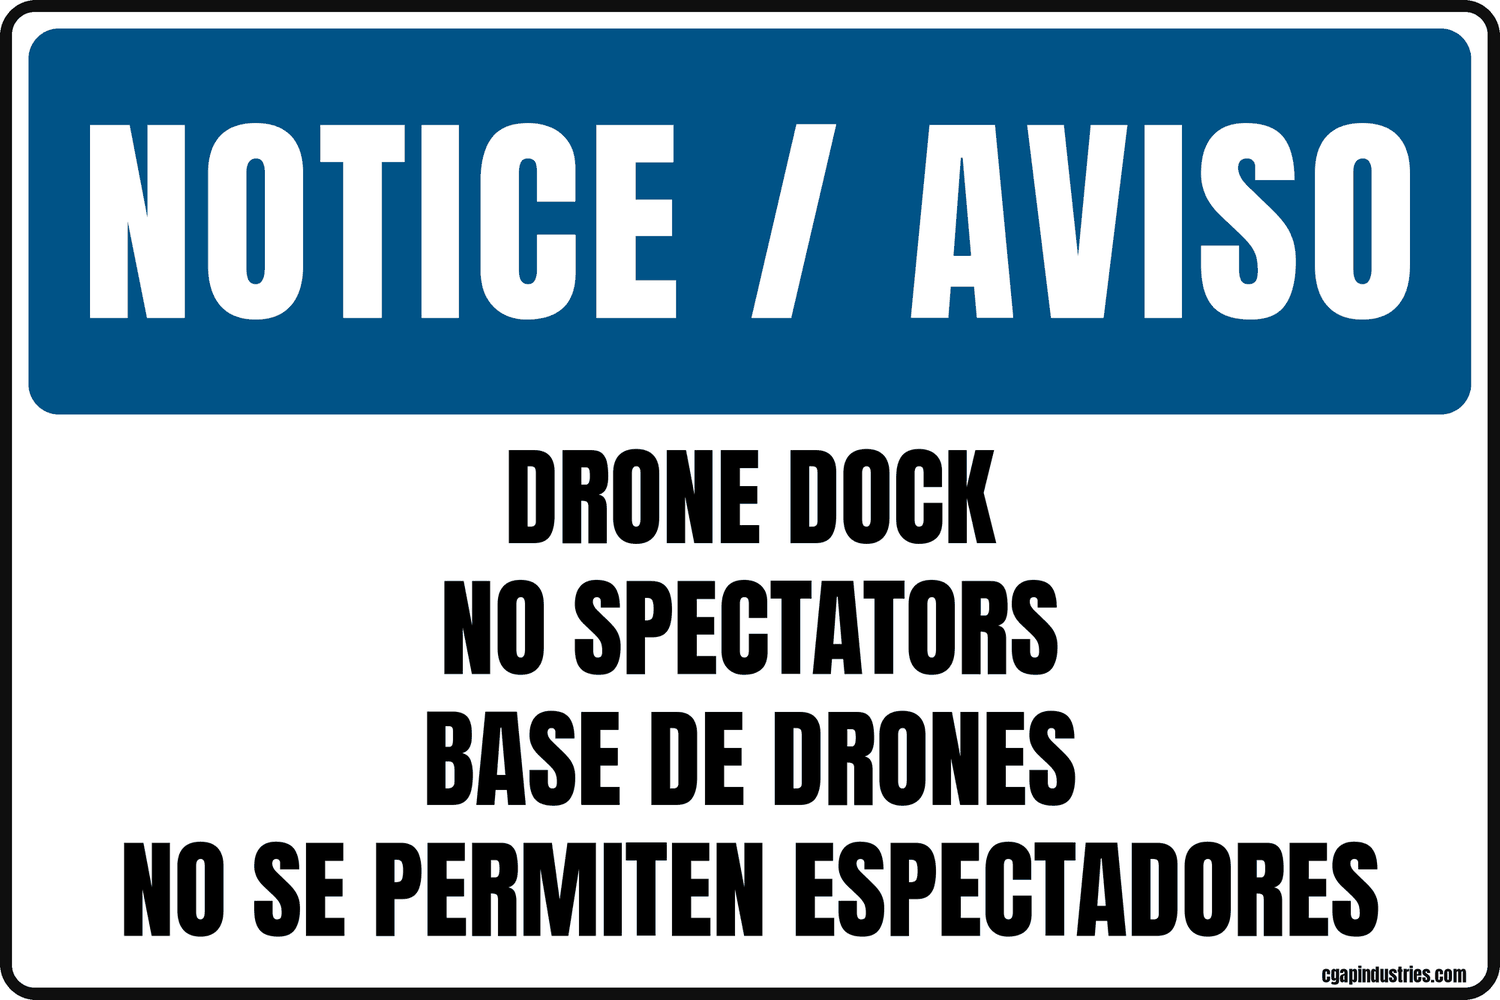 NOTICE / AVISO
DRONE DOCK
NO SPECTATORS
BASE DE DRONES
NO SE PERMITEN ESPECTADORES
cgapindustries.com